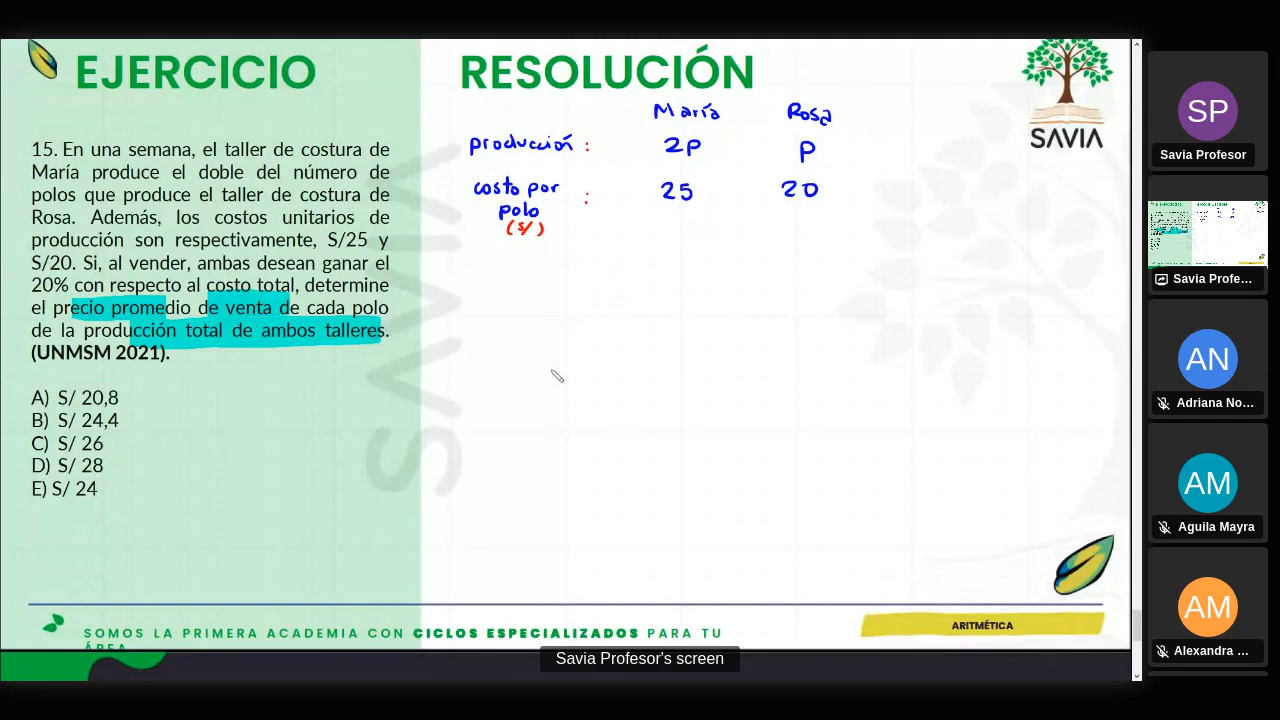 EJERCICIO
RESOLUCIÓN
SAVIA
María Rosa
producción : 2P P
costo por : 25 20
polo
(S/)
15. En una semana, el taller de costura de
María produce el doble del número de
polos que produce el taller de costura de
Rosa. Además, los costos unitarios de
producción son respectivamente, S/25 y
S/20. Si, al vender, ambas desean ganar el
20% con respecto al costo total, determine
el precio promedio de venta de cada polo
de la producción total de ambos talleres.
(UNMSM 2021).
A) S/ 20,8
B) S/ 24,4
C) S/ 26
D) S/ 28
E) S/ 24
SAVIA
SOMOS LA PRIMERA ACADEMIA CON CICLOS ESPECIALIZADOS PARA TU
ÁREA
ARITMÉTICA
Savia Profesor's screen
SP
Savia Profesor
Savia Profe...
AN
Adriana No...
AM
Aguila Mayra
AM
Alexandra ...